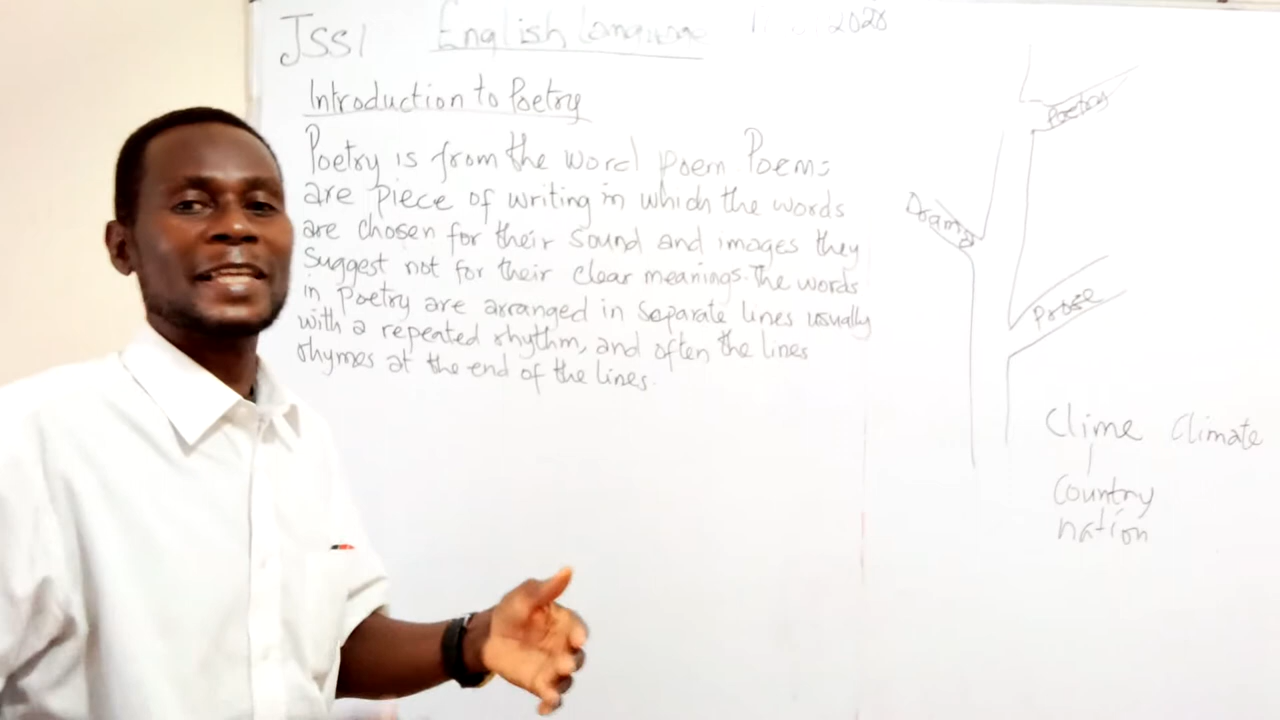 JSS1 English Language 2020
Introduction to Poetry
Poetry is from the word poem. Poems
are piece of writing in which the words
are chosen for their sound and images they
suggest not for their clear meanings. The words
in poetry are arranged in separate lines usually
with a repeated rhythm, and often the lines
rhymes at the end of the lines.
Poetry
Drama
Prose
Clime Climate
Country
nation